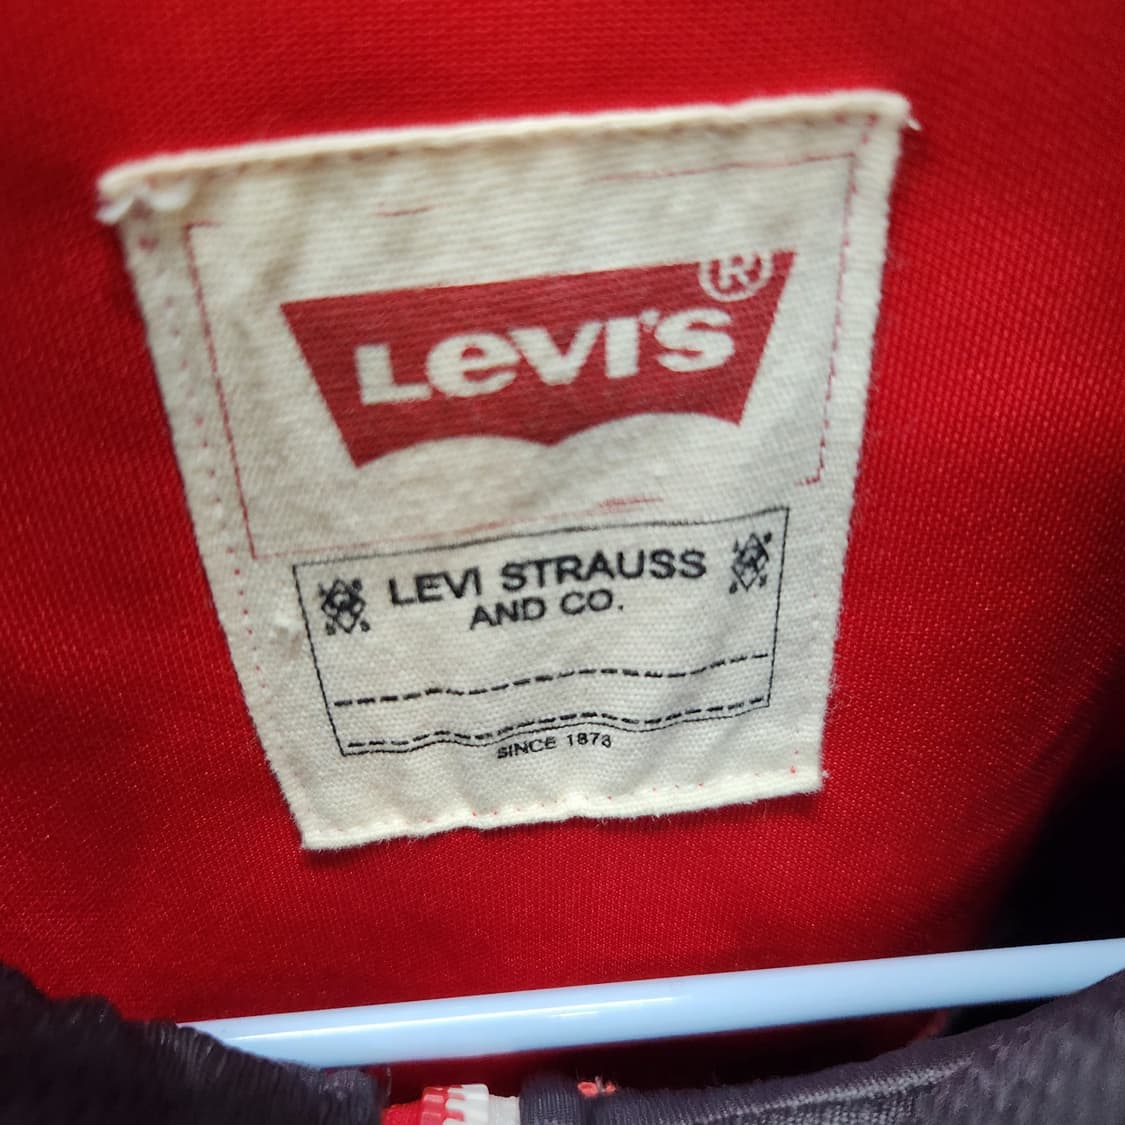 LEVI'S ®
LEVI STRAUSS
AND CO.
SINCE 1873